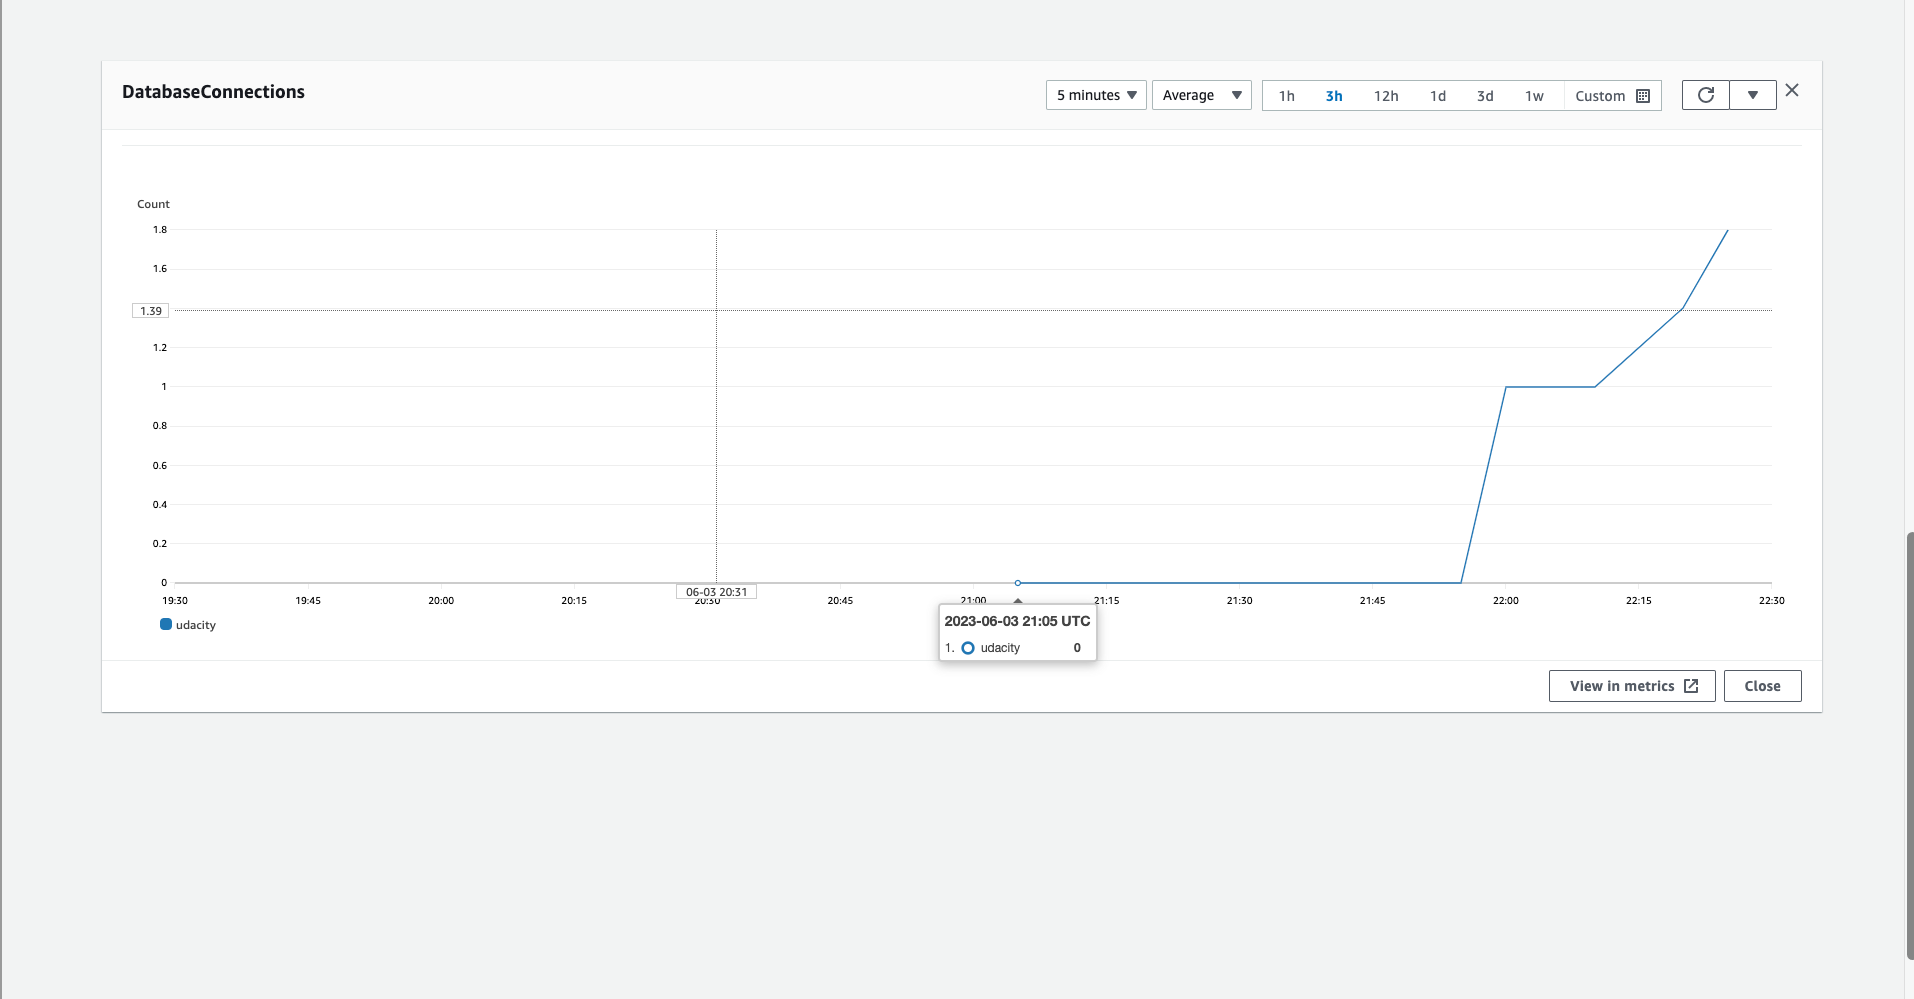 DatabaseConnections
5 minutes
Average
1h
3h
12h
1d
3d
1w
Custom
Count
1.8
1.6
1.39
1.2
1
0.8
0.6
0.4
0.2
0
06-03 20:31
19:30
19:45
20:00
20:15
20:30
20:45
21:00
21:15
21:30
21:45
22:00
22:15
22:30
udacity
2023-06-03 21:05 UTC
1. udacity 0
View in metrics
Close